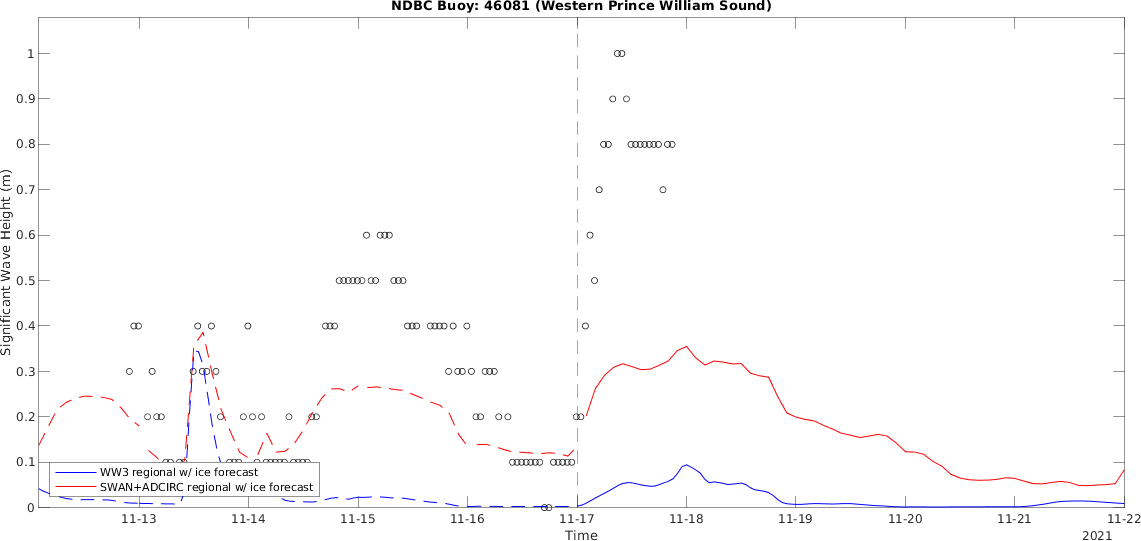 NDBC Buoy: 46081 (Western Prince William Sound)
1
0.9
0.8
0.7
0.6
0.5
0.4
0.3
0.2
0.1
0
Significant Wave Height (m)
WW3 regional w/ ice forecast
SWAN+ADCIRC regional w/ ice forecast
11-13 11-14 11-15 11-16 11-17 11-18 11-19 11-20 11-21 11-22
Time
2021